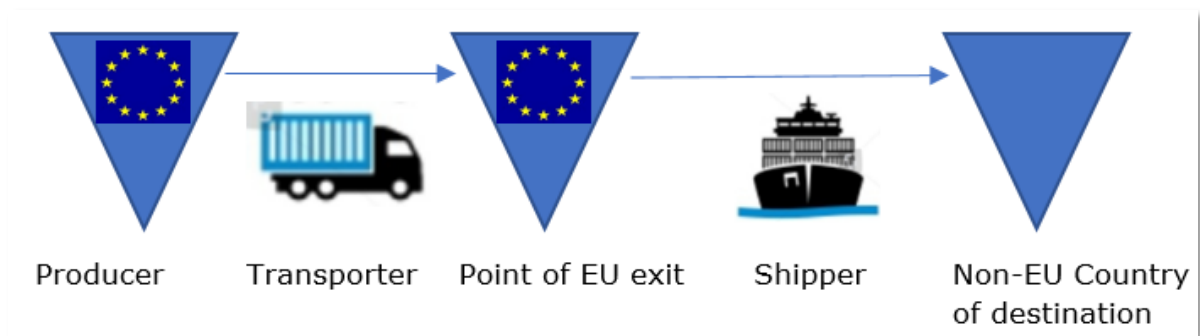 Producer
Transporter
Point of EU exit
Shipper
Non-EU Country
of destination